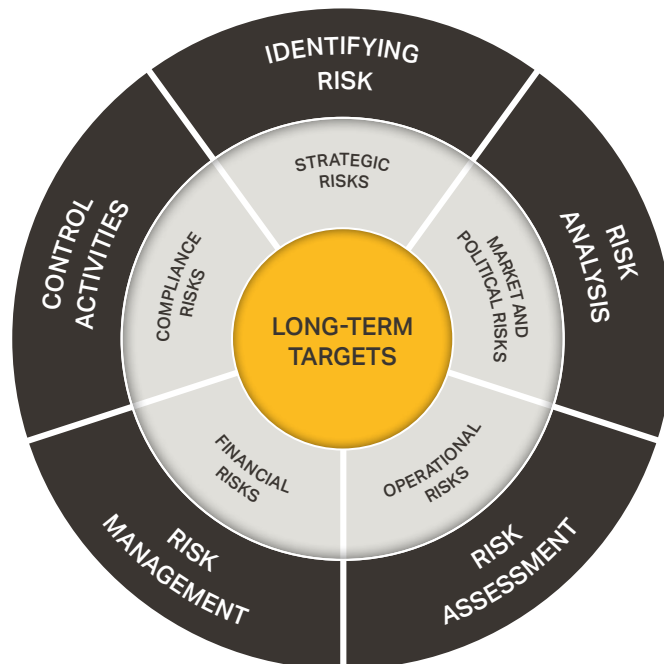 IDENTIFYING
RISK
RISK
ANALYSIS
RISK
ASSESSMENT
RISK
MANAGEMENT
CONTROL
ACTIVITIES
STRATEGIC
RISKS
MARKET AND
POLITICAL RISKS
OPERATIONAL
RISKS
FINANCIAL
RISKS
COMPLIANCE
RISKS
LONG-TERM
TARGETS